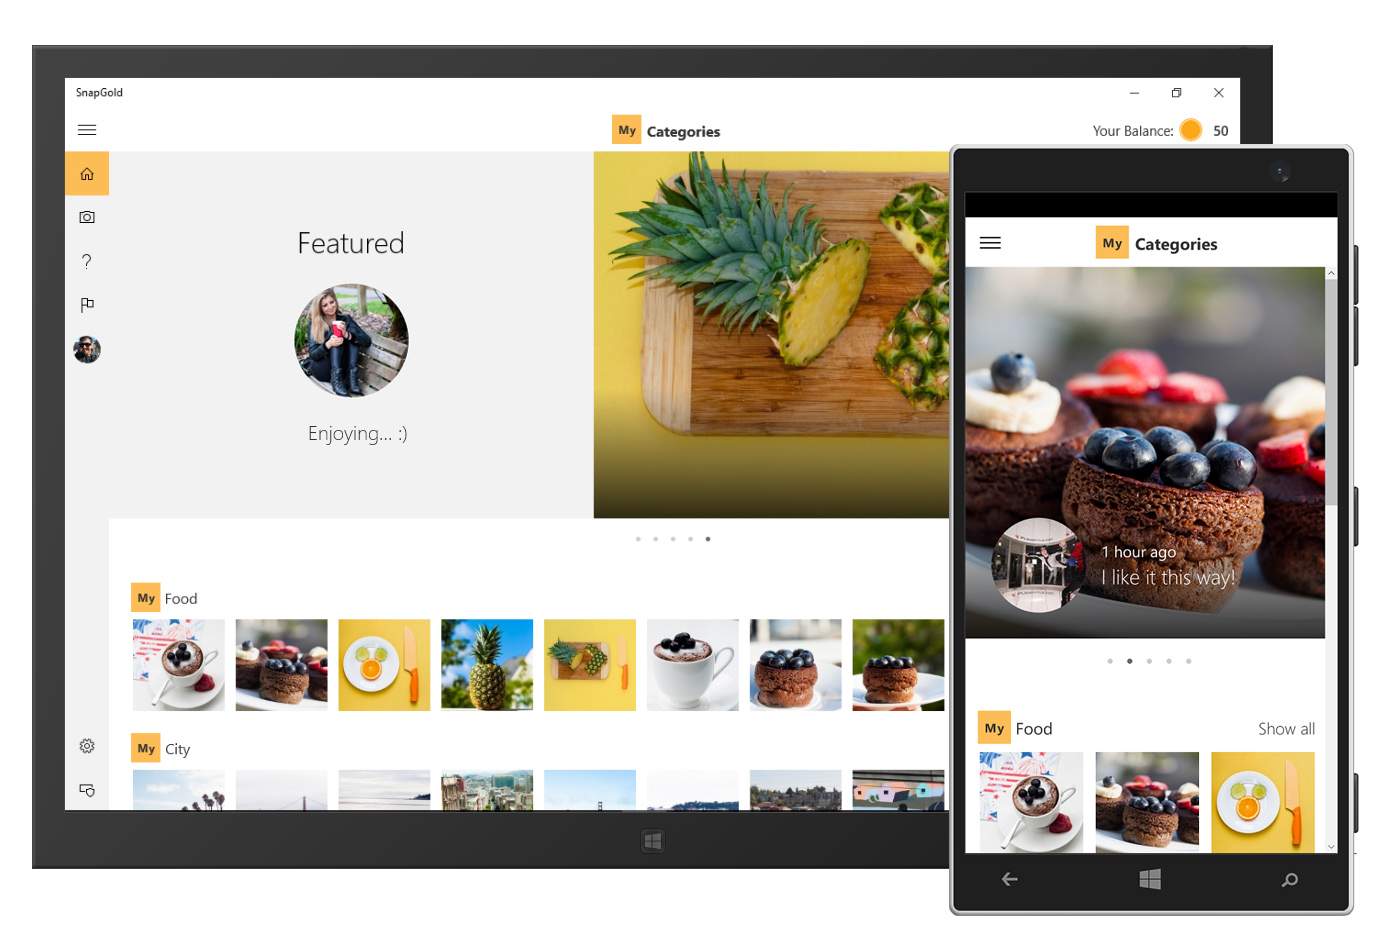 SnapGold
My Categories
Your Balance: 50
Featured
Enjoying... :)
My Food
My City
My Categories
1 hour ago
I like it this way!
My Food
Show all